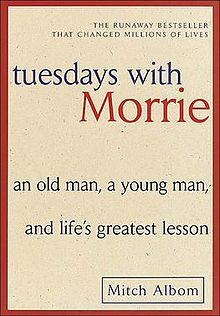 THE RUNAWAY BESTSELLER
THAT CHANGED MILLIONS OF LIVES
tuesdays with
Morrie
an old man, a young man,
and life's greatest lesson
Mitch Albom